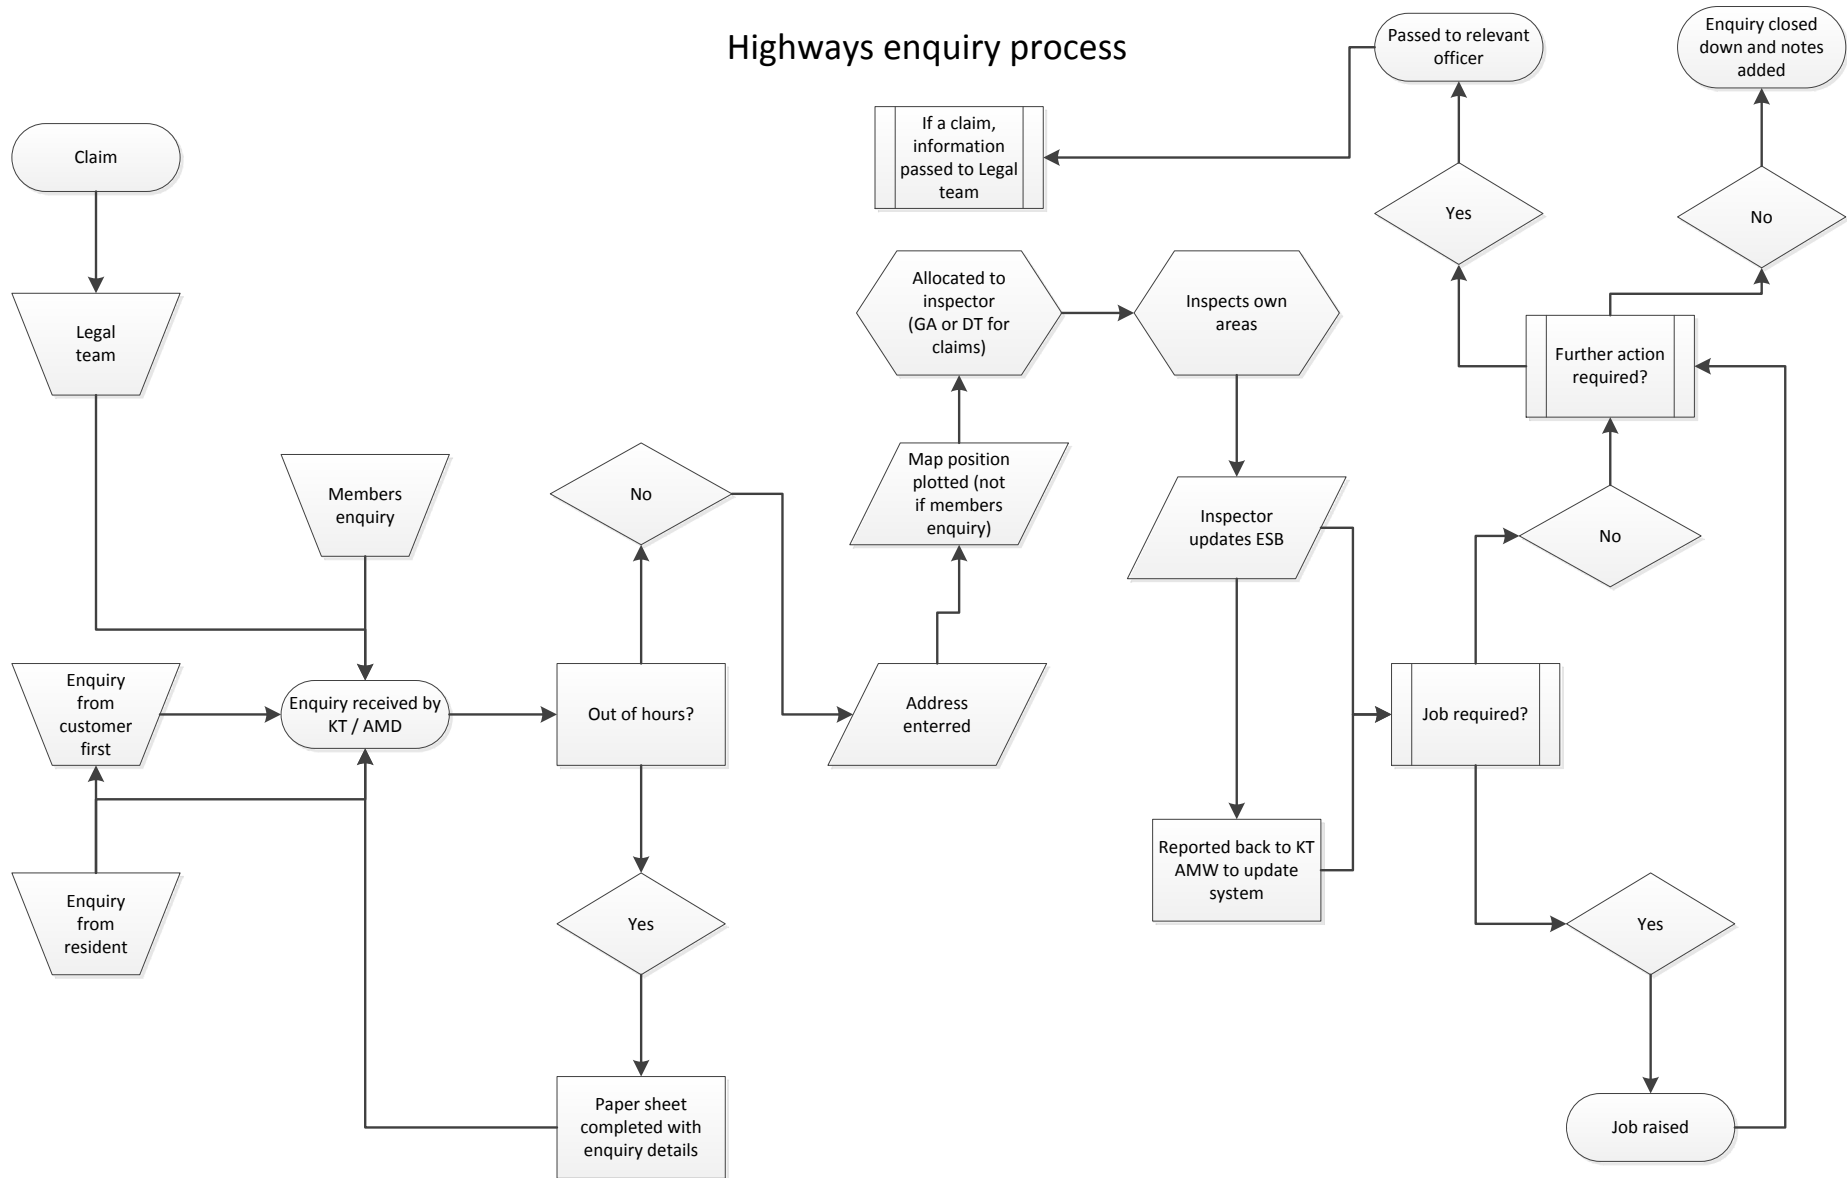 Highways enquiry process
Passed to relevant
officer
Enquiry closed
down and notes
added
If a claim,
information
passed to Legal
team
Claim
Yes
No
Allocated to
inspector
(GA or DT for
claims)
Inspects own
areas
Legal
team
Further action
required?
Members
enquiry
No
Map position
plotted (not
if members
enquiry)
Inspector
updates ESB
No
Enquiry
from
customer
first
Enquiry received by
KT / AMD
Out of hours?
Address
enterred
Job required?
Reported back to KT
AMW to update
system
Enquiry
from
resident
Yes
Yes
Paper sheet
completed with
enquiry details
Job raised